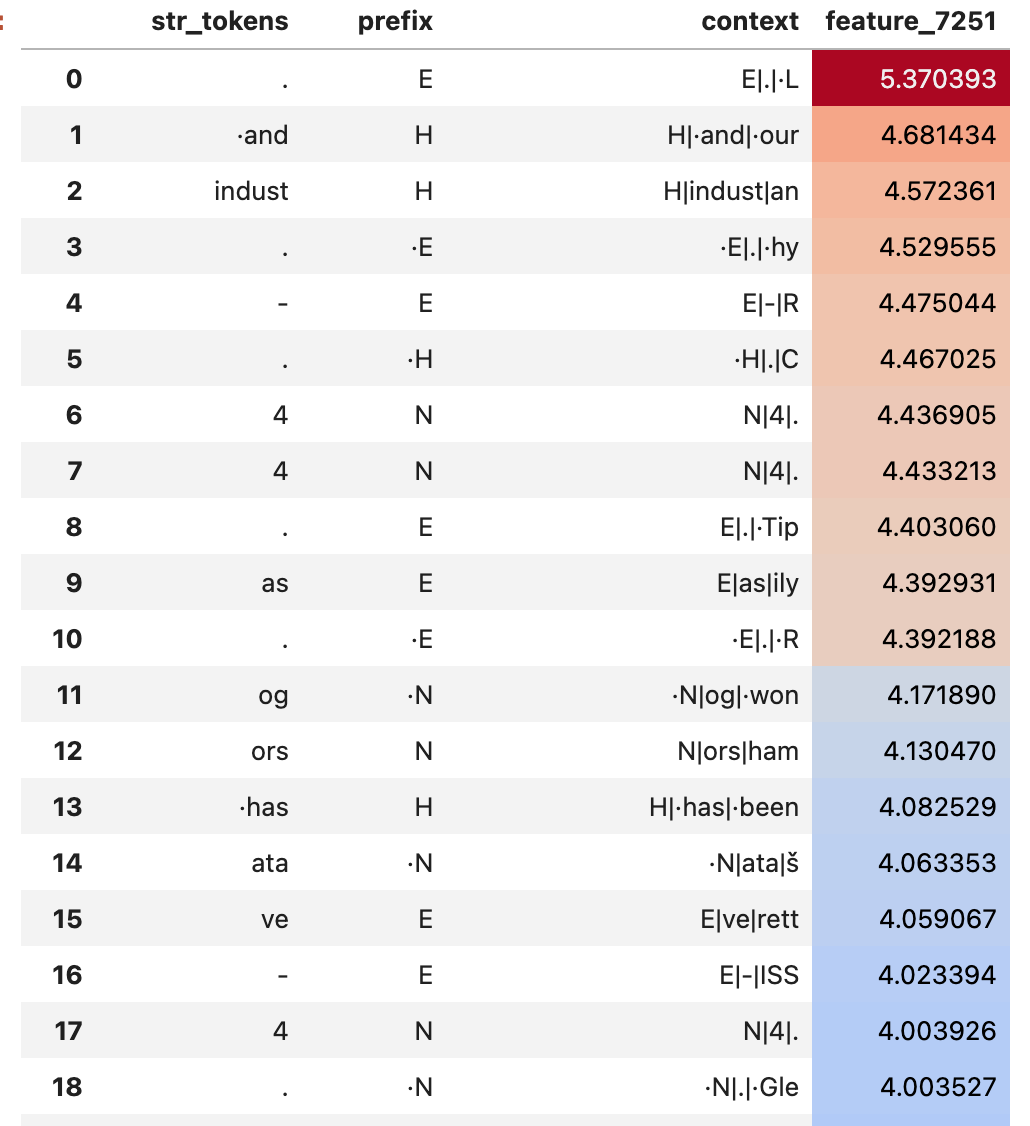 : str_tokens prefix context feature_7251
0 . E E|.|·L 5.370393
1 ·and H H|·and|·our 4.681434
2 indust H H|indust|an 4.572361
3 . ·E ·E|.|·hy 4.529555
4 - E E|-|R 4.475044
5 . ·H ·H|.|C 4.467025
6 4 N N|4|. 4.436905
7 4 N N|4|. 4.433213
8 . E E|.|·Tip 4.403060
9 as E E|as|ily 4.392931
10 . ·E ·E|.|·R 4.392188
11 og ·N ·N|og|·won 4.171890
12 ors N N|ors|ham 4.130470
13 ·has H H|·has|·been 4.082529
14 ata ·N ·N|ata|š 4.063353
15 ve E E|ve|rett 4.059067
16 - E E|-|ISS 4.023394
17 4 N N|4|. 4.003926
18 . ·N ·N|.|·Gle 4.003527